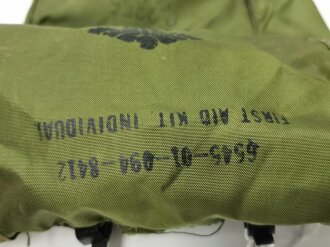 FIRST AID KIT, INDIVIDUAL
6545-01-094-8412